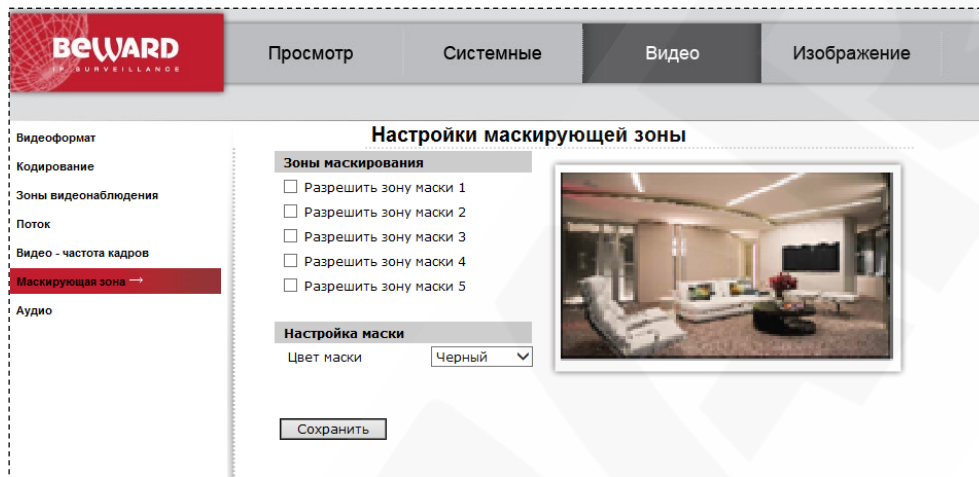 BEWARD
IP SURVEILLANCE
Просмотр
Системные
Видео
Изображение
Видеоформат
Кодирование
Зоны видеонаблюдения
Поток
Видео - частота кадров
Маскирующая зона →
Аудио
Настройки маскирующей зоны
Зоны маскирования
Разрешить зону маски 1
Разрешить зону маски 2
Разрешить зону маски 3
Разрешить зону маски 4
Разрешить зону маски 5
Настройка маски
Цвет маски Черный
Сохранить